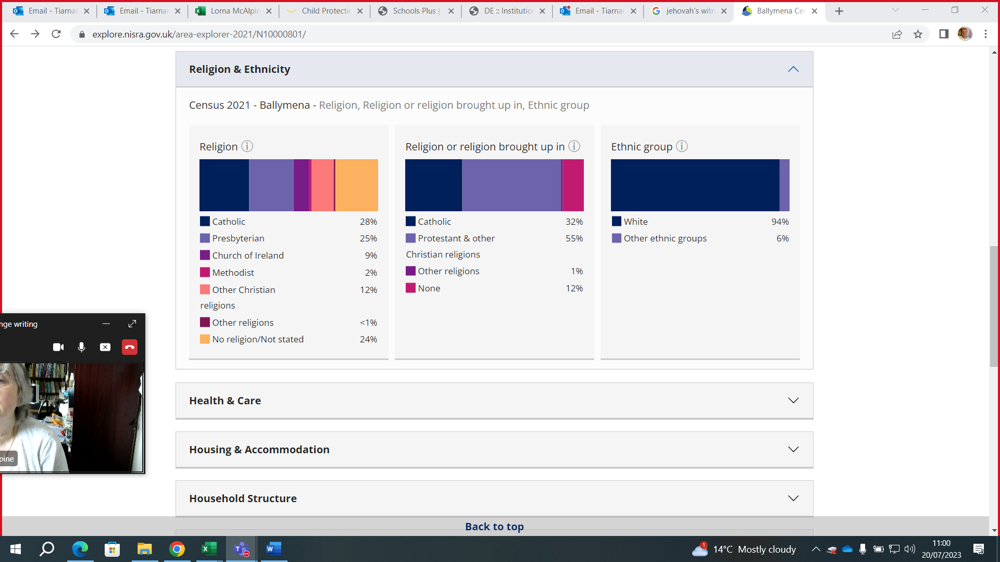 Email - Tiarnar
Email - Tiarnar
Lorna McAlpin
Child Protectic
Schools Plus |
DE :: Institution
Email - Tiarnar
jehovah's witn
Ballymena Cen
explore.nisra.gov.uk/area-explorer-2021/N10000801/
Religion & Ethnicity
Census 2021 - Ballymena - Religion, Religion or religion brought up in, Ethnic group
Religion
Catholic 28%
Presbyterian 25%
Church of Ireland 9%
Methodist 2%
Other Christian 12%
religions
Other religions <1%
No religion/Not stated 24%
Religion or religion brought up in
Catholic 32%
Protestant & other 55%
Christian religions
Other religions 1%
None 12%
Ethnic group
White 94%
Other ethnic groups 6%
nge writing
pine
Health & Care
Housing & Accommodation
Household Structure
Back to top
1
14°C Mostly cloudy
11:00
20/07/2023